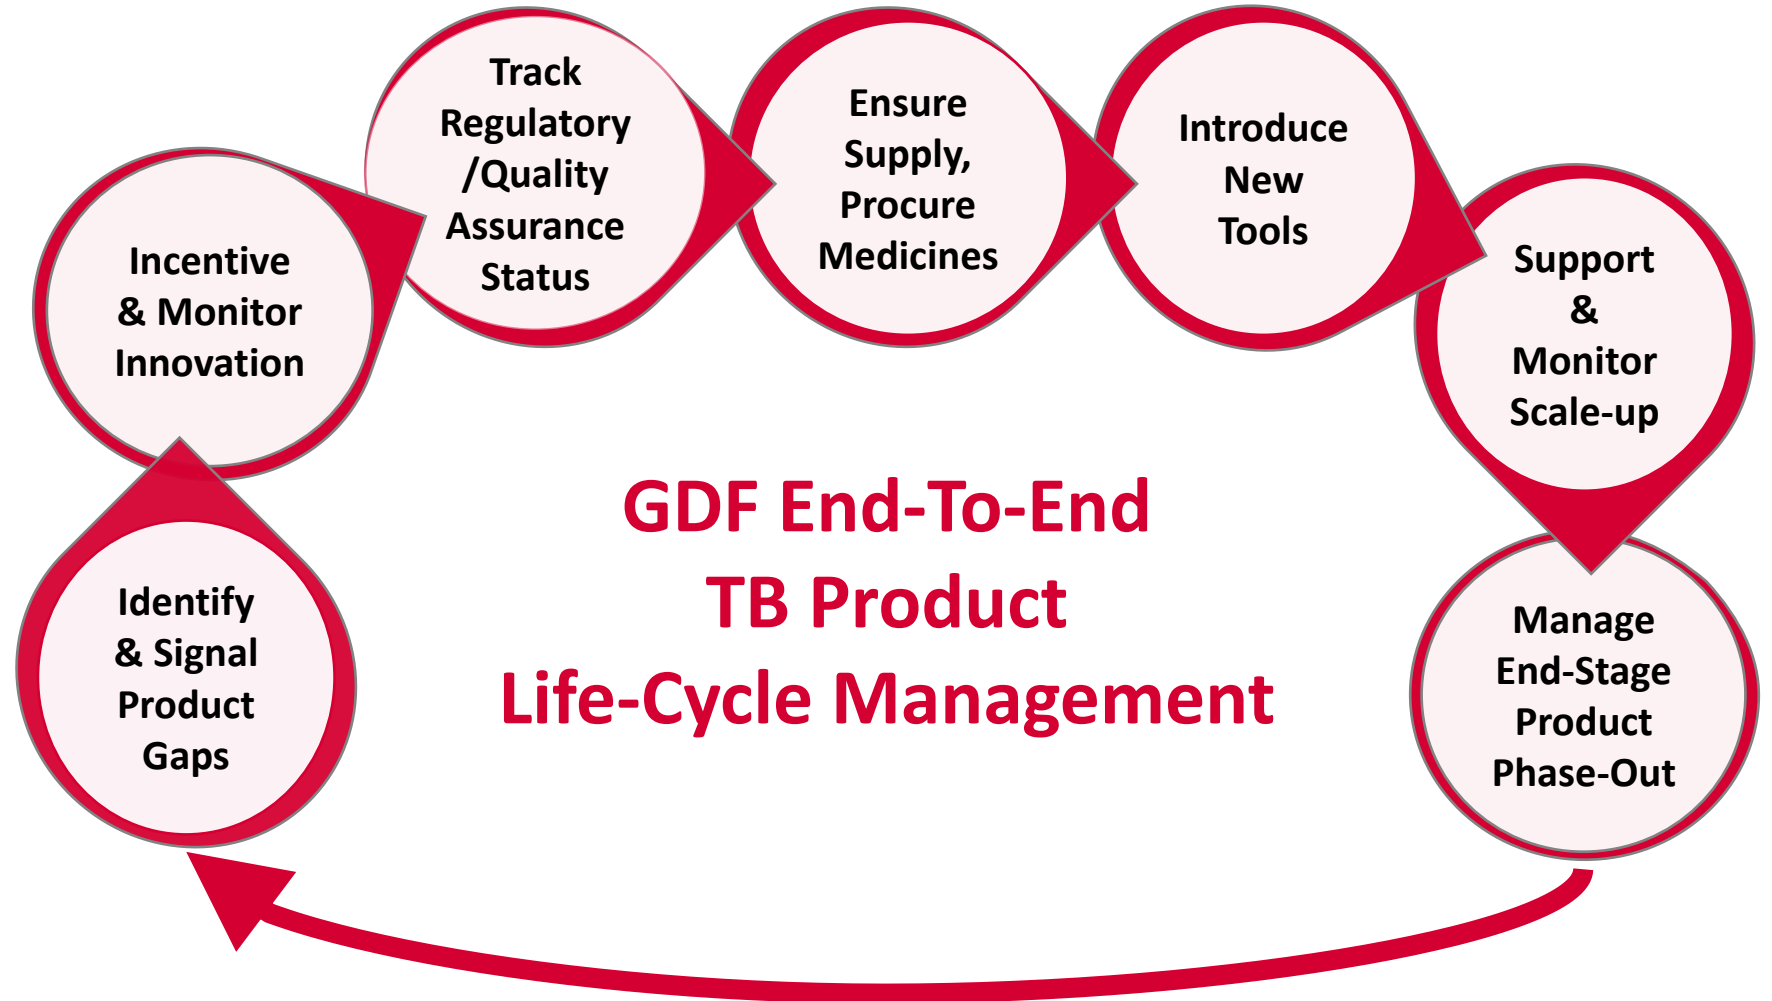 Identify
& Signal
Product
Gaps
Incentive
& Monitor
Innovation
Track
Regulatory
/Quality
Assurance
Status
Ensure
Supply,
Procure
Medicines
Introduce
New
Tools
Support
&
Monitor
Scale-up
Manage
End-Stage
Product
Phase-Out
GDF End-To-End
TB Product
Life-Cycle Management